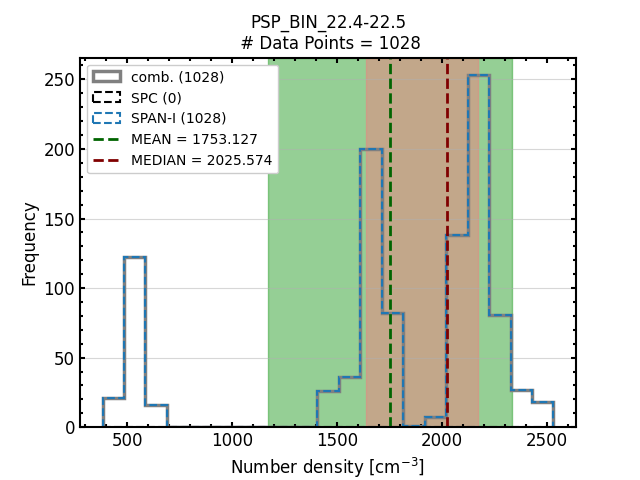 PSP_BIN_22.4-22.5
# Data Points = 1028
comb. (1028)
SPC (0)
SPAN-I (1028)
MEAN = 1753.127
MEDIAN = 2025.574
Frequency
250
200
150
100
50
0
500 1000 1500 2000 2500
Number density [cm⁻³]